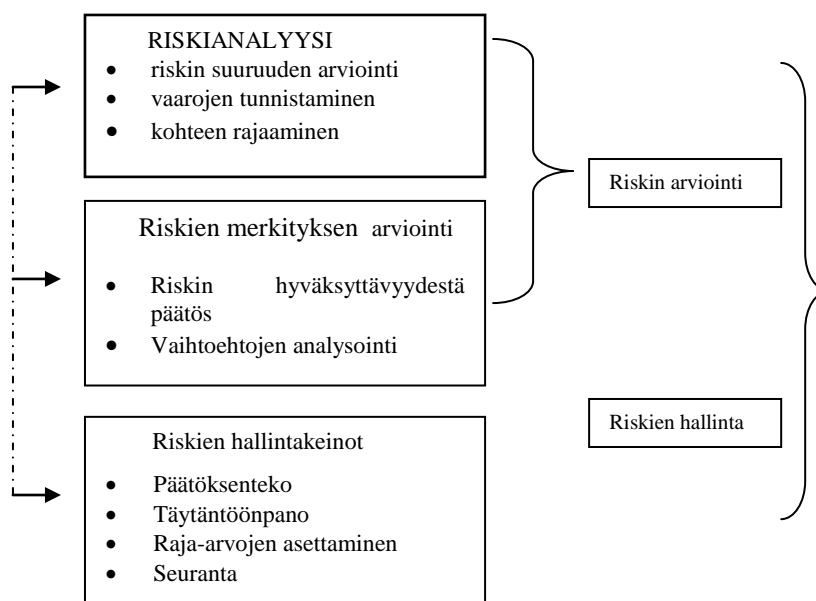 RISKIANALYYSI
• riskin suuruuden arviointi
• vaarojen tunnistaminen
• kohteen rajaaminen
Riskin arviointi
Riskien merkityksen arviointi
• Riskin hyväksyttävyydestä
päätös
• Vaihtoehtojen analysointi
Riskien hallinta
Riskien hallintakeinot
• Päätöksenteko
• Täytäntöönpano
• Raja-arvojen asettaminen
• Seuranta